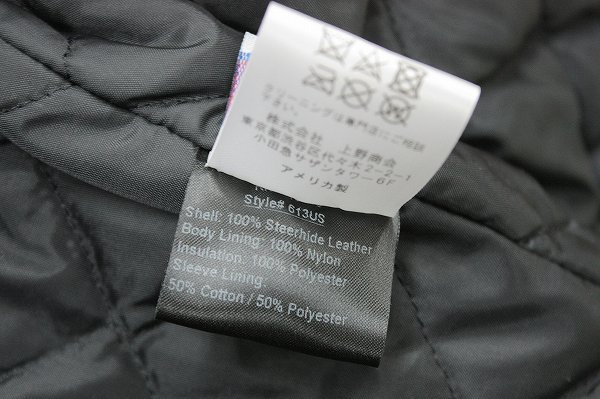 クリーニングは専門店にご相談
下さい。
株式会社 上野商会
東京都渋谷区代々木2-2-1
小田急サザンタワー6F
アメリカ製
Style# 613US
Shell: 100% Steerhide Leather
Body Lining: 100% Nylon
Insulation: 100% Polyester
Sleeve Lining:
50% Cotton / 50% Polyester